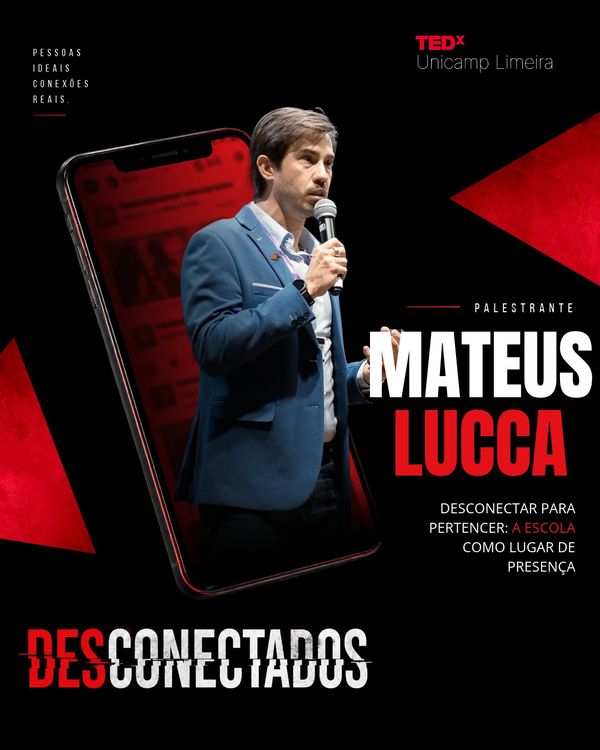 PESSOAS
IDEAIS
CONEXÕES
REAIS.
TEDx
Unicamp Limeira
PALESTRANTE
MATEUS
LUCCA
DESCONECTAR PARA
PERTENCER: A ESCOLA
COMO LUGAR DE
PRESENÇA
DESCONECTADOS